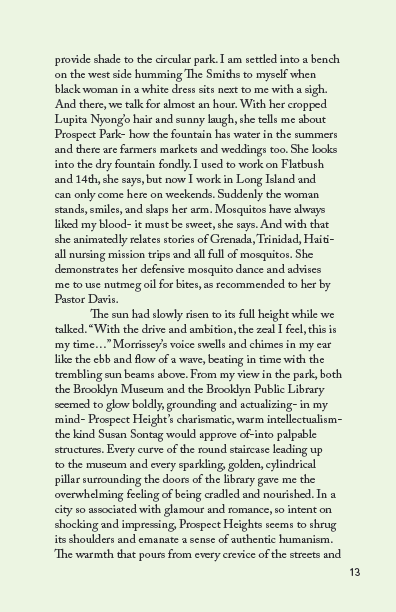 provide shade to the circular park. I am settled into a bench
on the west side humming The Smiths to myself when
black woman in a white dress sits next to me with a sigh.
And there, we talk for almost an hour. With her cropped
Lupita Nyong'o hair and sunny laugh, she tells me about
Prospect Park- how the fountain has water in the summers
and there are farmers markets and weddings too. She looks
into the dry fountain fondly. I used to work on Flatbush
and 14th, she says, but now I work in Long Island and
can only come here on weekends. Suddenly the woman
stands, smiles, and slaps her arm. Mosquitos have always
liked my blood- it must be sweet, she says. And with that
she animatedly relates stories of Grenada, Trinidad, Haiti-
all nursing mission trips and all full of mosquitos. She
demonstrates her defensive mosquito dance and advises
me to use nutmeg oil for bites, as recommended to her by
Pastor Davis.
The sun had slowly risen to its full height while we
talked. “With the drive and ambition, the zeal I feel, this is
my time…” Morrissey's voice swells and chimes in my ear
like the ebb and flow of a wave, beating in time with the
trembling sun beams above. From my view in the park, both
the Brooklyn Museum and the Brooklyn Public Library
seemed to glow boldly, grounding and actualizing- in my
mind- Prospect Height's charismatic, warm intellectualism-
the kind Susan Sontag would approve of-into palpable
structures. Every curve of the round staircase leading up
to the museum and every sparkling, golden, cylindrical
pillar surrounding the doors of the library gave me the
overwhelming feeling of being cradled and nourished. In a
city so associated with glamour and romance, so intent on
shocking and impressing, Prospect Heights seems to shrug
its shoulders and emanate a sense of authentic humanism.
The warmth that pours from every crevice of the streets and
13